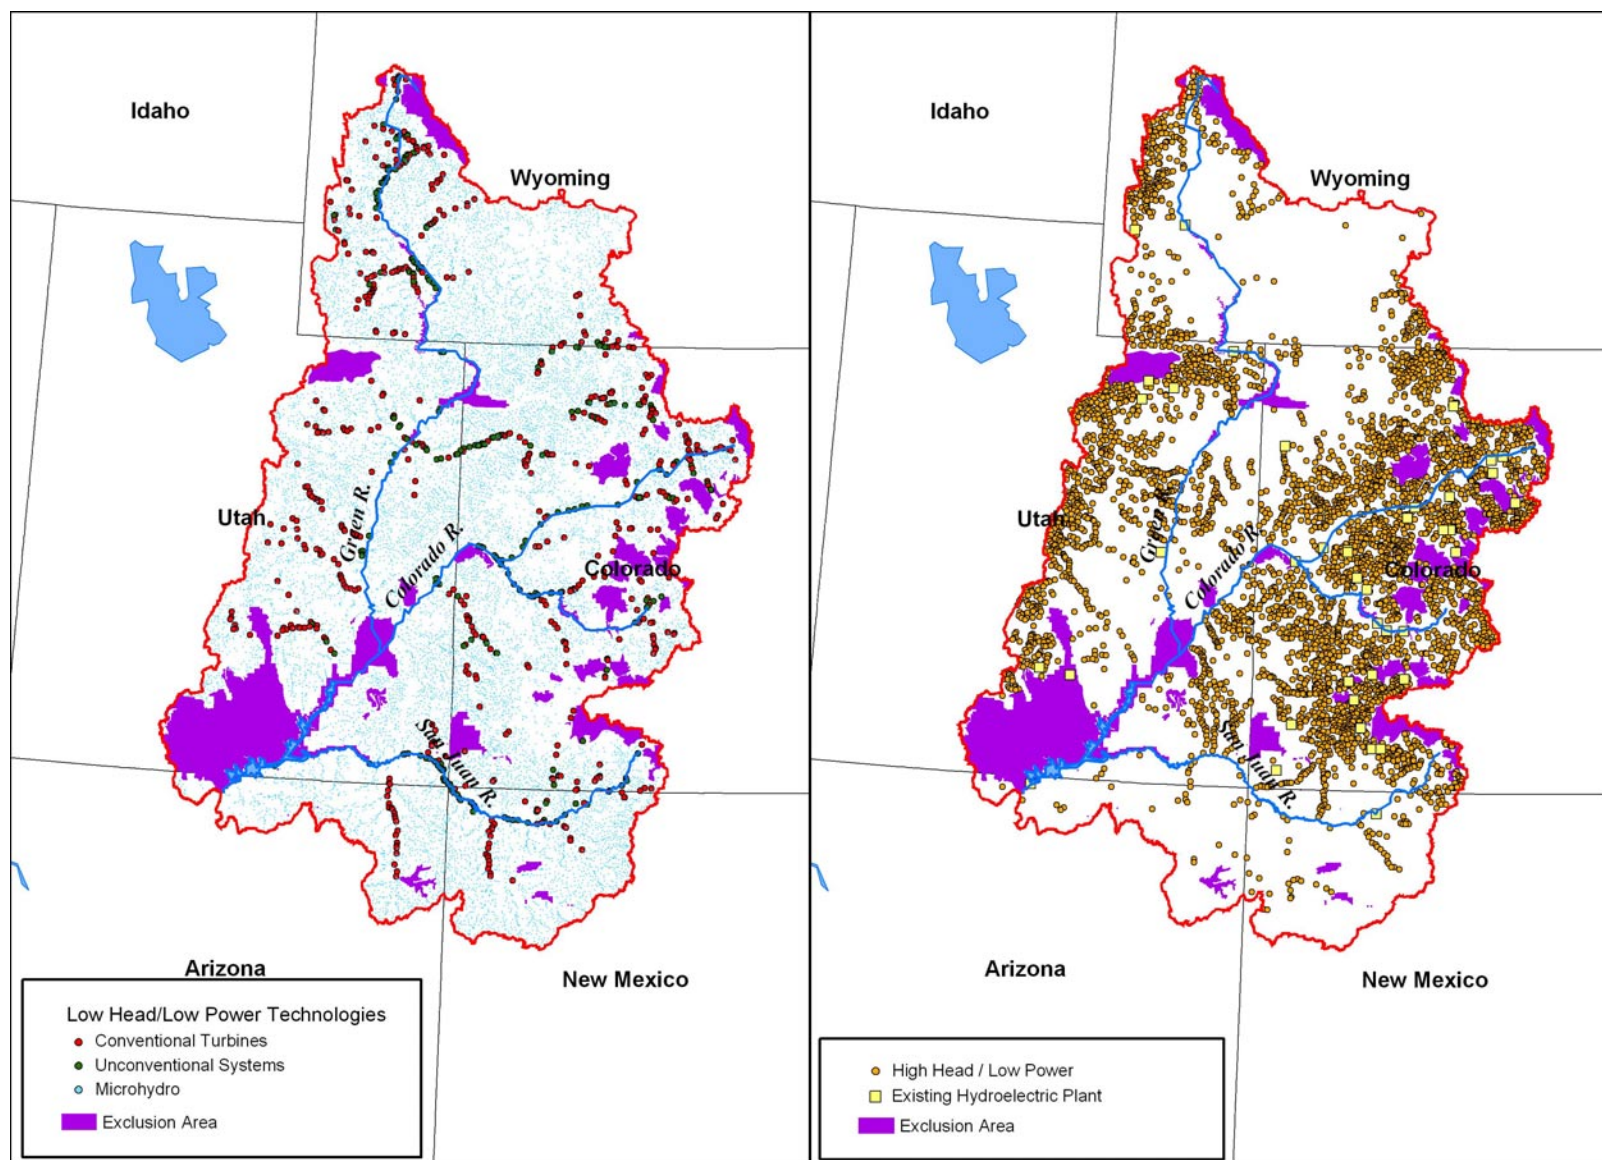 Idaho
Wyoming
Utah
Green R.
Colorado R.
Colorado
San Juan R.
Arizona
New Mexico
Low Head/Low Power Technologies
Conventional Turbines
Unconventional Systems
Microhydro
Exclusion Area
Idaho
Wyoming
Utah
Green R.
Colorado R.
Colorado
San Juan R.
Arizona
New Mexico
High Head / Low Power
Existing Hydroelectric Plant
Exclusion Area